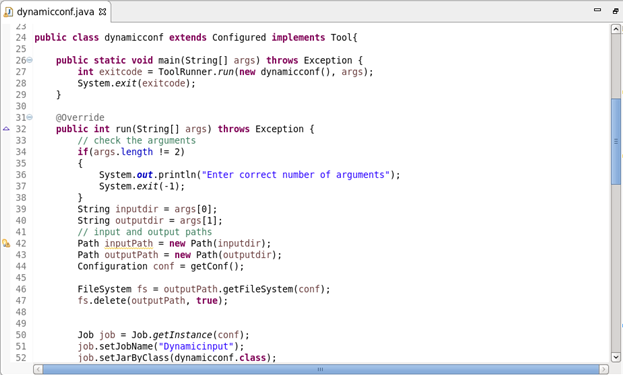 dynamicconf.java
23
24 public class dynamicconf extends Configured implements Tool{
25
26 public static void main(String[] args) throws Exception {
27 int exitcode = ToolRunner.run(new dynamicconf(), args);
28 System.exit(exitcode);
29 }
30
31 @Override
32 public int run(String[] args) throws Exception {
33 // check the arguments
34 if(args.length != 2)
35 {
36 System.out.println("Enter correct number of arguments");
37 System.exit(-1);
38 }
39 String inputdir = args[0];
40 String outputdir = args[1];
41 // input and output paths
42 Path inputPath = new Path(inputdir);
43 Path outputPath = new Path(outputdir);
44 Configuration conf = getConf();
45
46 FileSystem fs = outputPath.getFileSystem(conf);
47 fs.delete(outputPath, true);
48
49
50 Job job = Job.getInstance(conf);
51 job.setJobName("Dynamicinput");
52 job.setJarByClass(dynamicconf.class);